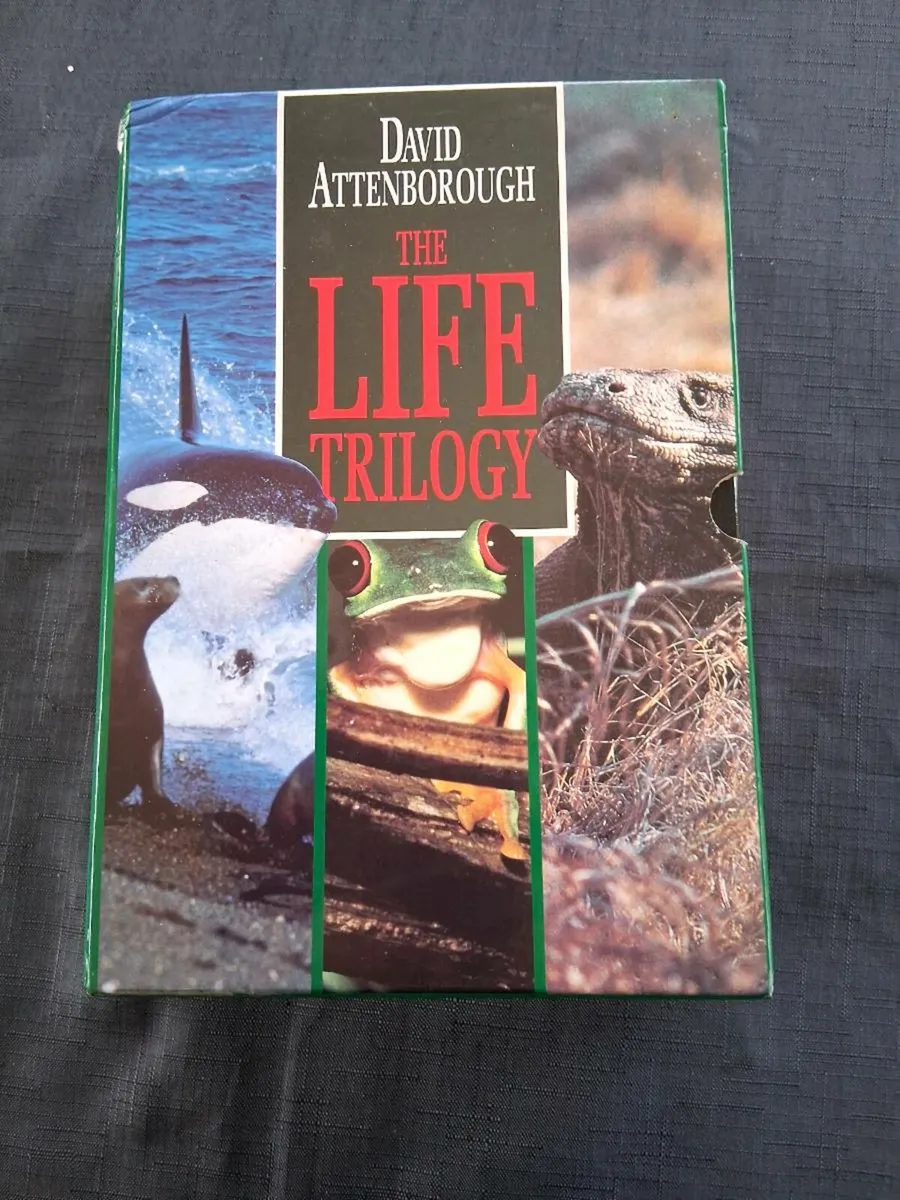 DAVID
ATTENBOROUGH
THE
LIFE
TRILOGY